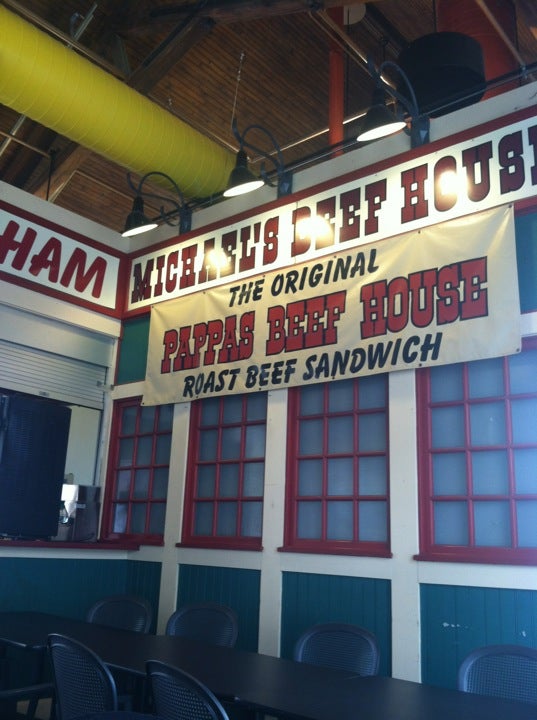 HAM
MICHAEL'S BEEF HOUSE
THE ORIGINAL
PAPPAS BEEF HOUSE
ROAST BEEF SANDWICH